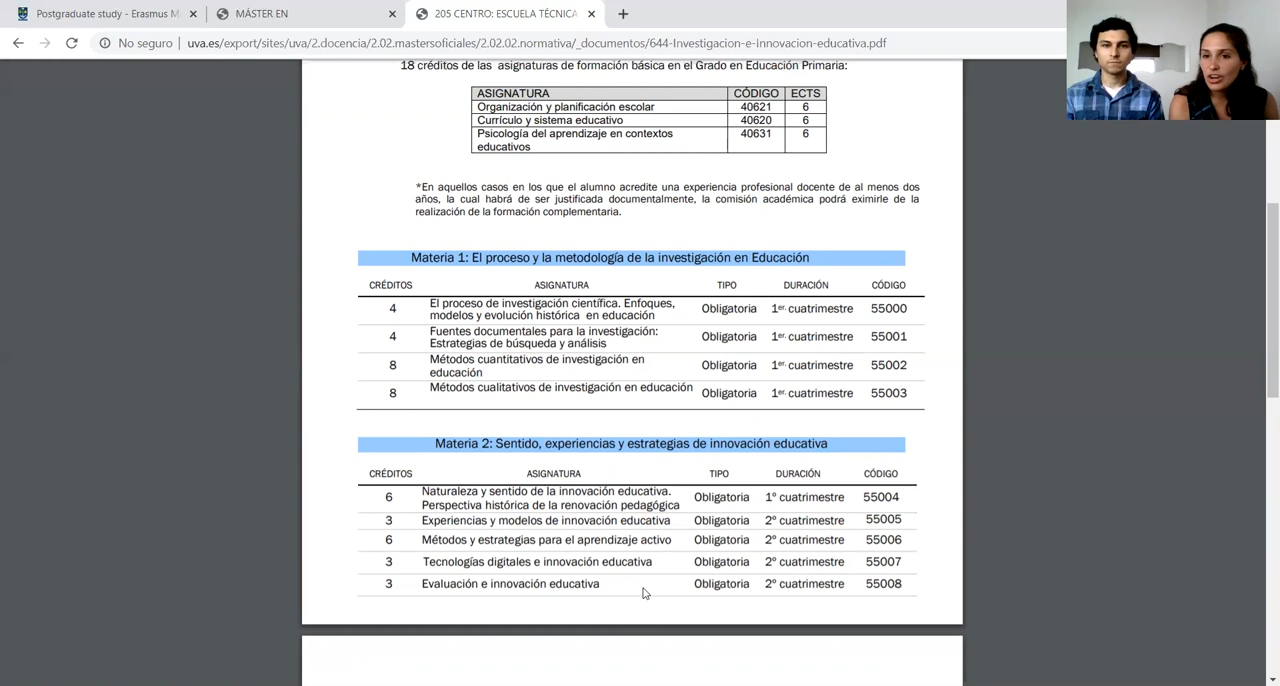 Postgraduate study - Erasmus M
MÁSTER EN
205 CENTRO: ESCUELA TÉCNICA
No seguro
uva.es/export/sites/uva/2.docencia/2.02.mastersoficiales/2.02.02.normativa/_documentos/644-Investigacion-e-Innovacion-educativa.pdf
18 créditos de las asignaturas de formación básica en el Grado en Educación Primaria:
ASIGNATURA CÓDIGO ECTS
Organización y planificación escolar 40621 6
Currículo y sistema educativo 40620 6
Psicología del aprendizaje en contextos 40631 6
educativos
*En aquellos casos en los que el alumno acredite una experiencia profesional docente de al menos dos
años, la cual habrá de ser justificada documentalmente, la comisión académica podrá eximirle de la
realización de la formación complementaria.
Materia 1: El proceso y la metodología de la investigación en Educación
CRÉDITOS ASIGNATURA TIPO DURACIÓN CÓDIGO
4 El proceso de investigación científica. Enfoques, modelos y evolución histórica en educación Obligatoria 1er. cuatrimestre 55000
4 Fuentes documentales para la investigación: Estrategias de búsqueda y análisis Obligatoria 1er. cuatrimestre 55001
8 Métodos cuantitativos de investigación en educación Obligatoria 1er. cuatrimestre 55002
8 Métodos cualitativos de investigación en educación Obligatoria 1er. cuatrimestre 55003
Materia 2: Sentido, experiencias y estrategias de innovación educativa
CRÉDITOS ASIGNATURA TIPO DURACIÓN CÓDIGO
6 Naturaleza y sentido de la innovación educativa. Perspectiva histórica de la renovación pedagógica Obligatoria 1º cuatrimestre 55004
3 Experiencias y modelos de innovación educativa Obligatoria 2º cuatrimestre 55005
6 Métodos y estrategias para el aprendizaje activo Obligatoria 2º cuatrimestre 55006
3 Tecnologías digitales e innovación educativa Obligatoria 2º cuatrimestre 55007
3 Evaluación e innovación educativa Obligatoria 2º cuatrimestre 55008